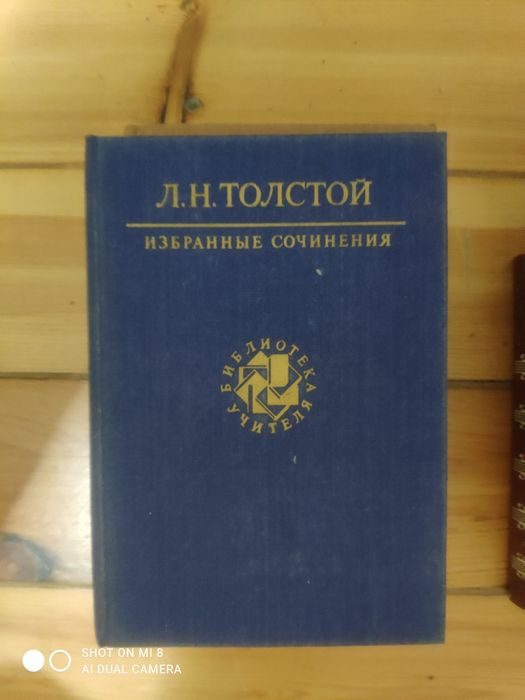 Л.Н.ТОЛСТОЙ
ИЗБРАННЫЕ СОЧИНЕНИЯ
БИБЛИОТЕКА
УЧИТЕЛЯ
SHOT ON MI 8
AI DUAL CAMERA